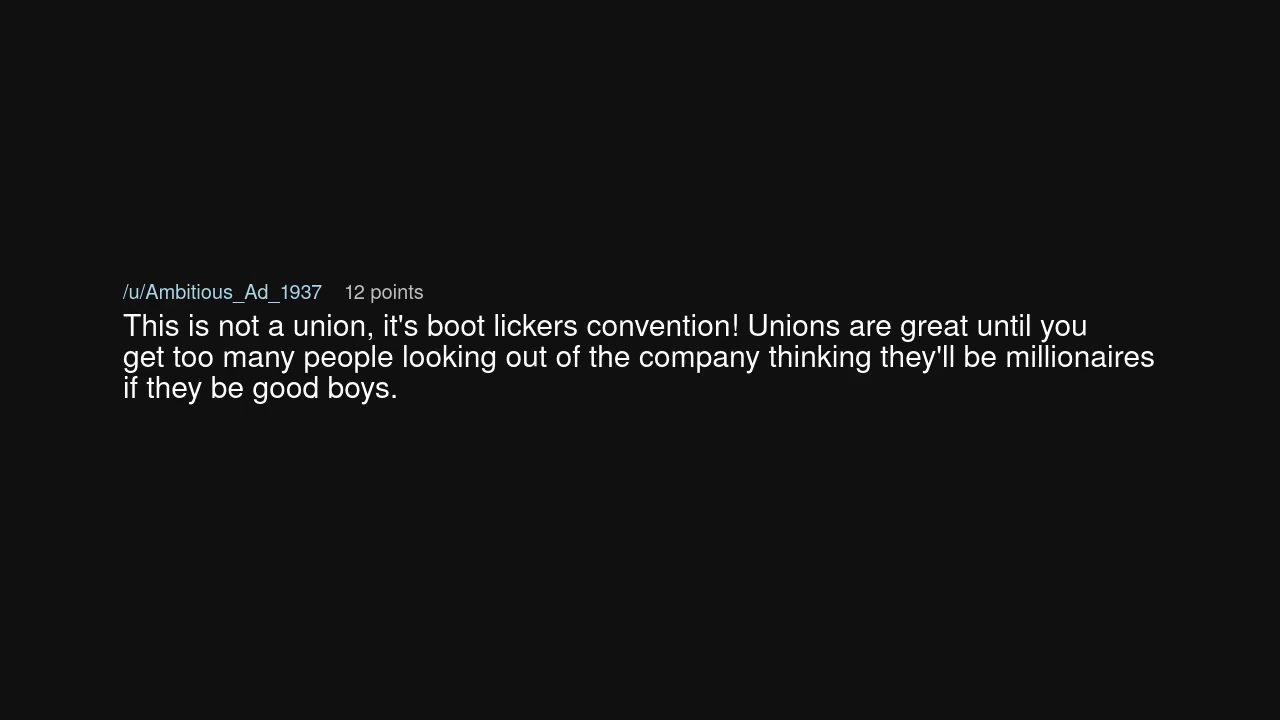 /u/Ambitious_Ad_1937 12 points
This is not a union, it's boot lickers convention! Unions are great until you
get too many people looking out of the company thinking they'll be millionaires
if they be good boys.